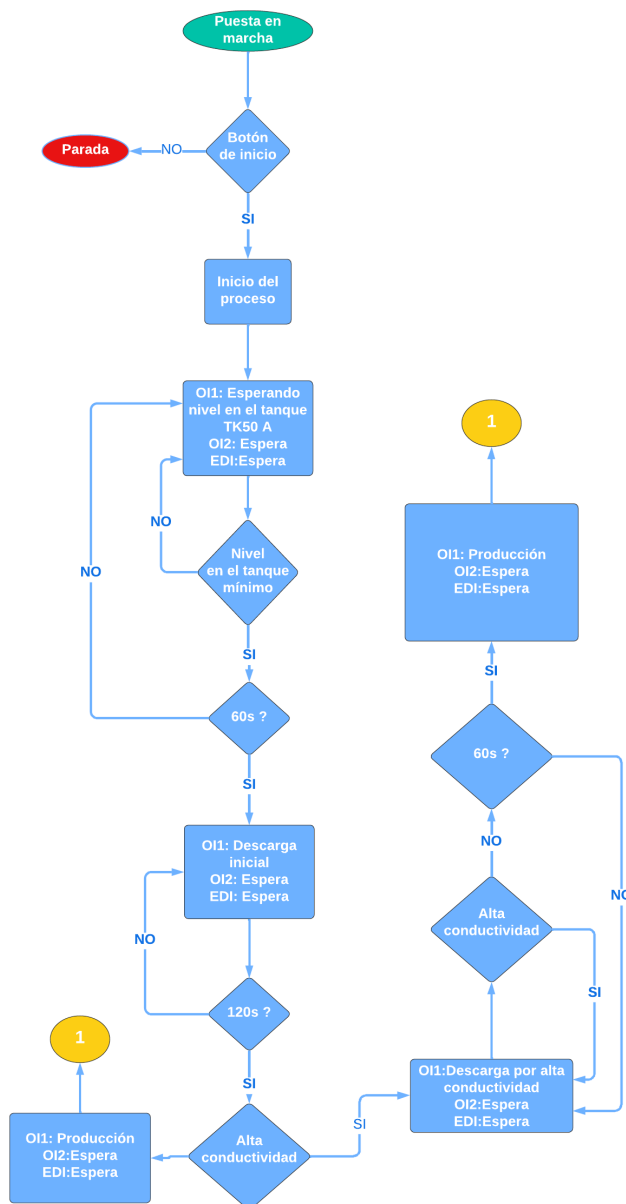 Puesta en
marcha
Botón
de inicio
NO
Parada
SI
Inicio del
proceso
OI1: Esperando
nivel en el tanque
TK50 A
OI2: Espera
EDI:Espera
NO
Nivel
en el tanque
mínimo
NO
SI
60s ?
SI
OI1: Descarga
inicial
OI2: Espera
EDI: Espera
NO
120s ?
SI
Alta
conductividad
1
OI1: Producción
OI2:Espera
EDI:Espera
SI
OI1:Descarga por alta
conductividad
OI2:Espera
EDI:Espera
SI
Alta
conductividad
NO
NO
60s ?
SI
OI1: Producción
OI2:Espera
EDI:Espera
1